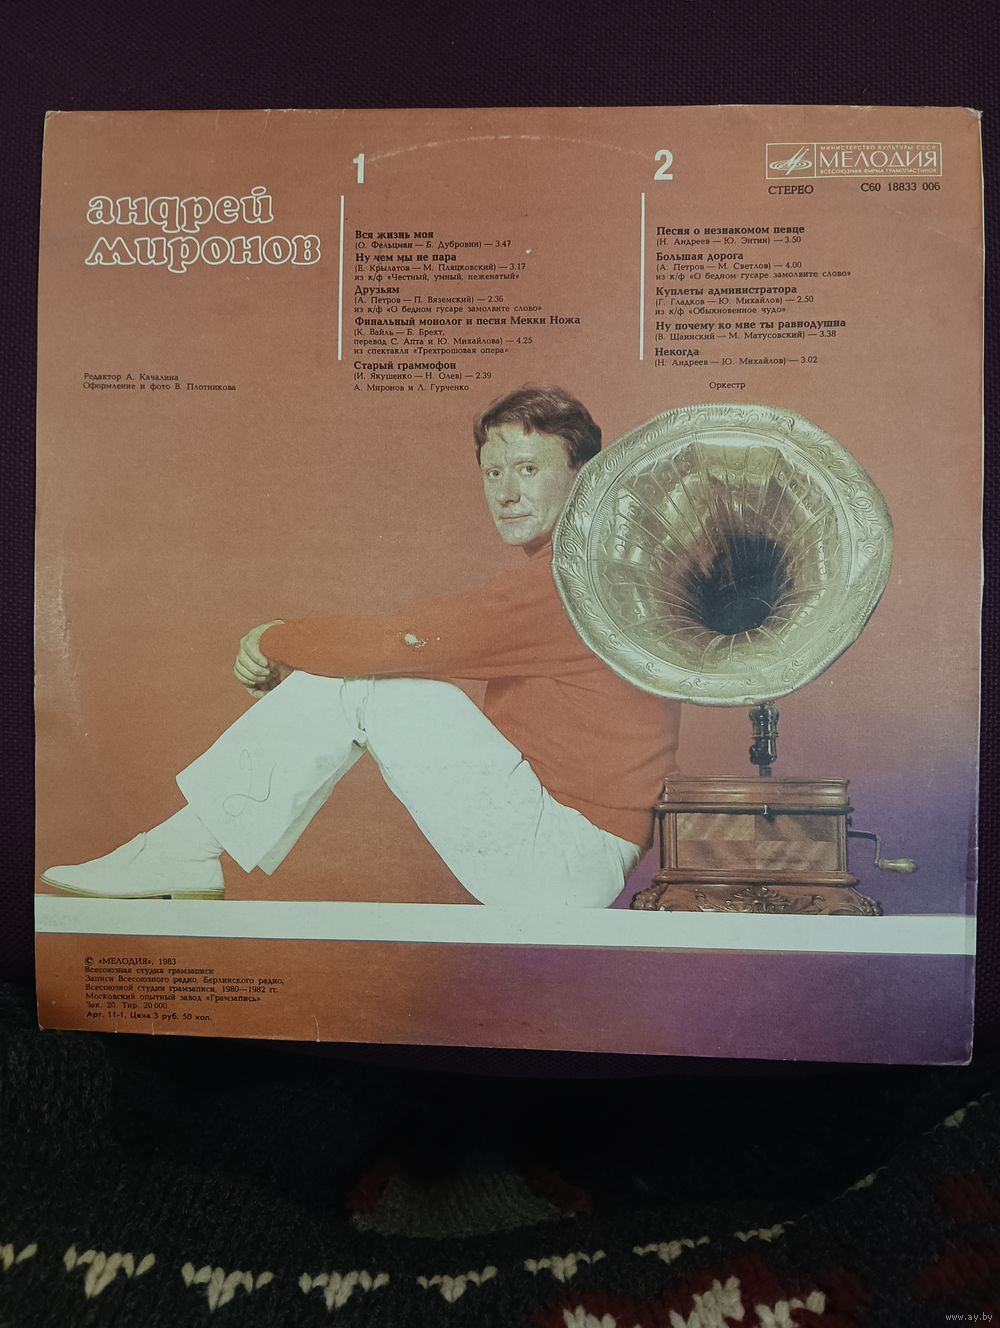 андрей
миронов
1
Вся жизнь моя
(О. Фельцман — Б. Дубровин) — 3.47
Ну чем мы не пара
(Е. Крылатов — М. Пляцковский) — 3.17
из к/ф «Честный, умный, неженатый»
Друзьям
(А. Петров — П. Вяземский) — 2.36
из к/ф «О бедном гусаре замолвите слово»
Финальный монолог и песня Мекки Ножа
(К. Вайль — Б. Брехт,
перевод С. Апта и Ю. Михайлова) — 4.25
из спектакля «Трехгрошовая опера»
Старый граммофон
(И. Якушенко — Н. Олев) — 2.39
А. Миронов и Л. Гурченко
2
Песня о незнакомом певце
(Н. Андреев — Ю. Энтин) — 3.50
Большая дорога
(А. Петров — М. Светлов) — 4.00
из к/ф «О бедном гусаре замолвите слово»
Куплеты администратора
(Г. Гладков — Ю. Михайлов) — 2.50
из к/ф «Обыкновенное чудо»
Ну почему ко мне ты равнодушна
(В. Шаинский — М. Матусовский) — 3.38
Некогда
(Н. Андреев — Ю. Михайлов) — 3.02
Оркестр
МИНИСТЕРСТВО КУЛЬТУРЫ СССР
МЕЛОДИЯ
ВСЕСОЮЗНАЯ ФИРМА ГРАМПЛАСТИНОК
СТЕРЕО С60 18833 006
Редактор А. Качалина
Оформление и фото В. Плотникова
2
© «МЕЛОДИЯ», 1983
Всесоюзная студия грамзаписи
Записи Всесоюзного радио, Берлинского радио,
Всесоюзной студии грамзаписи, 1980—1982 гг.
Московский опытный завод «Грамзапись»
Зак. 20. Тир. 20 000
Арт. 11-1. Цена 3 руб. 50 коп.
www.ay.by